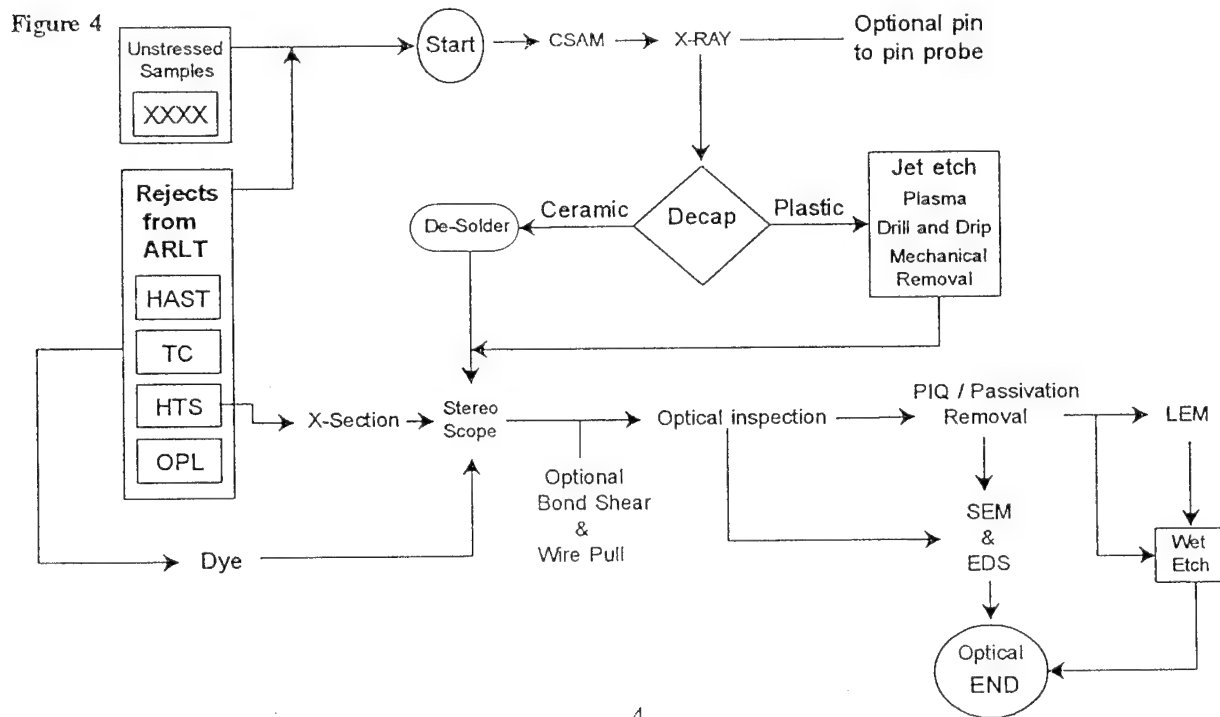 Figure 4
Unstressed
Samples
XXXX
Start
CSAM
X-RAY
Optional pin
to pin probe
Rejects
from
ARLT
HAST
TC
HTS
OPL
De-Solder
Ceramic
Decap
Plastic
Jet etch
Plasma
Drill and Drip
Mechanical
Removal
X-Section
Stereo
Scope
Optional
Bond Shear
&
Wire Pull
Optical inspection
PIQ / Passivation
Removal
LEM
SEM
&
EDS
Wet
Etch
Dye
Optical
END
4